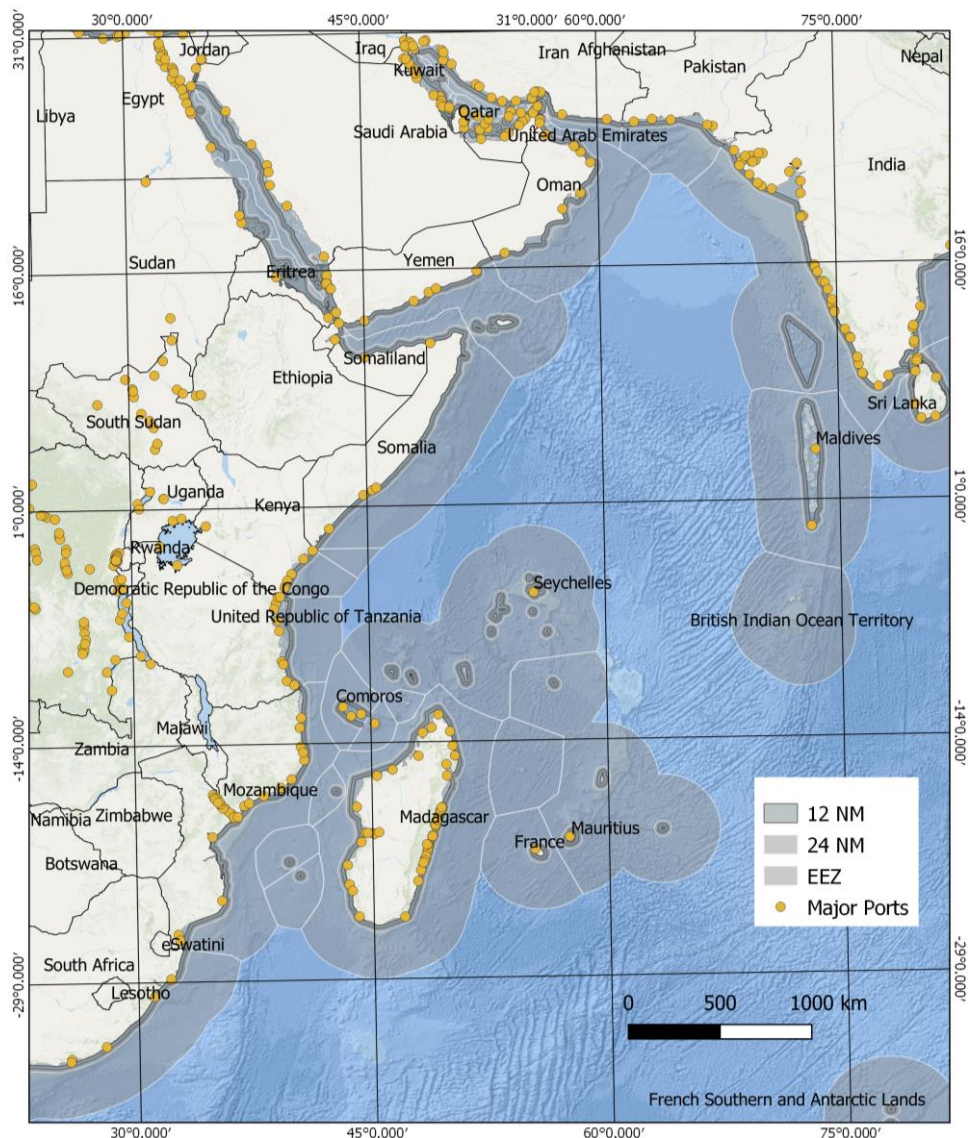 30°0.000′
45°0.000′
31°0.000′
60°0.000′
75°0.000′
31°0.000′
Jordan
Iraq
Iran
Afghanistan
Nepal
Kuwait
Pakistan
Egypt
Libya
Qatar
Saudi Arabia
United Arab Emirates
India
Oman
16°0.000′
Sudan
Eritrea
Yemen
16°0.000′
Somaliland
Ethiopia
South Sudan
Sri Lanka
Somalia
Maldives
Uganda
Kenya
1°0.000′
1°0.000′
Rwanda
Seychelles
Democratic Republic of the Congo
United Republic of Tanzania
British Indian Ocean Territory
Comoros
Malawi
-14°0.000′
Zambia
-14°0.000′
Mozambique
Namibia
Zimbabwe
Madagascar
Mauritius
France
Botswana
12 NM
24 NM
EEZ
Major Ports
eSwatini
South Africa
Lesotho
-29°0.000′
-29°0.000′
0 500 1000 km
French Southern and Antarctic Lands
30°0.000′
45°0.000′
60°0.000′
75°0.000′